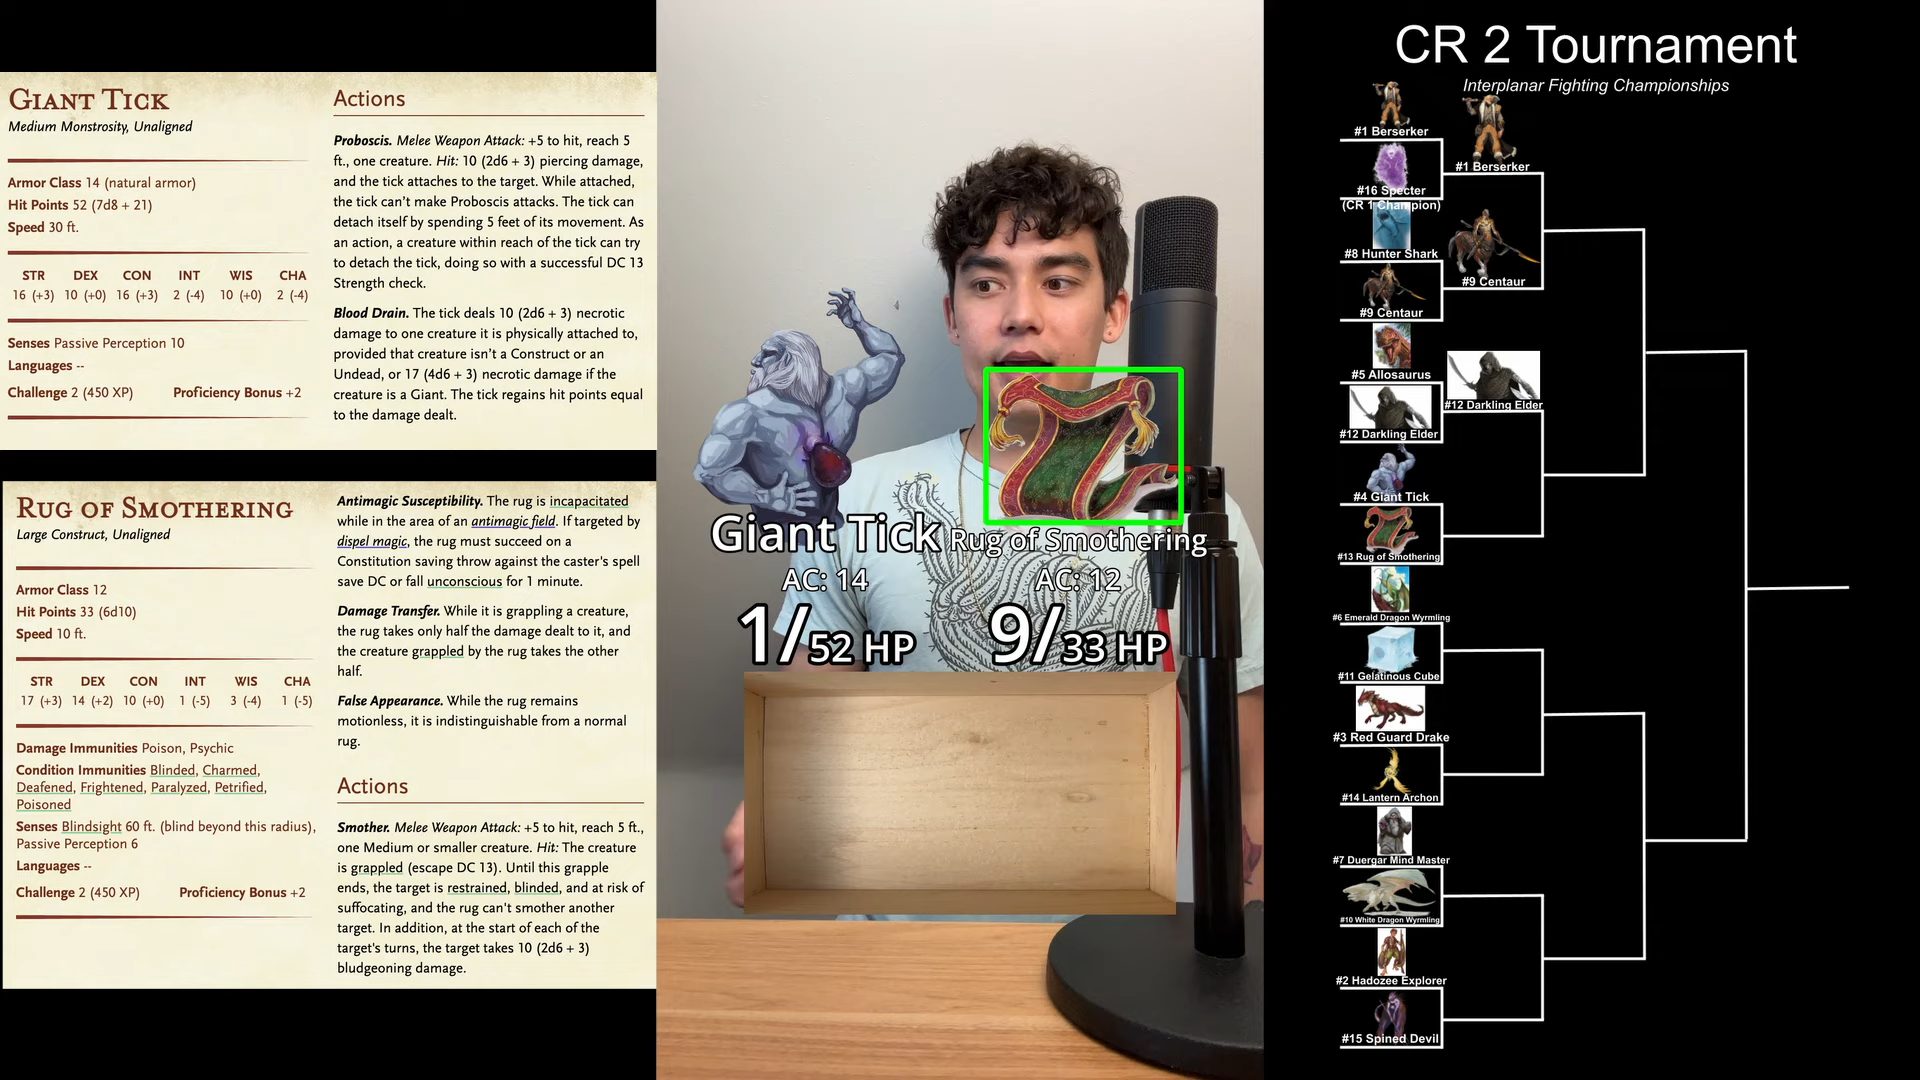 GIANT TICK
Medium Monstrosity, Unaligned
Armor Class 14 (natural armor)
Hit Points 52 (7d8 + 21)
Speed 30 ft.
STR DEX CON INT WIS CHA
16 (+3) 10 (+0) 16 (+3) 2 (-4) 10 (+0) 2 (-4)
Senses Passive Perception 10
Languages --
Challenge 2 (450 XP) Proficiency Bonus +2
Actions
Proboscis. Melee Weapon Attack: +5 to hit, reach 5
ft., one creature. Hit: 10 (2d6 + 3) piercing damage,
and the tick attaches to the target. While attached,
the tick can't make Proboscis attacks. The tick can
detach itself by spending 5 feet of its movement. As
an action, a creature within reach of the tick can try
to detach the tick, doing so with a successful DC 13
Strength check.
Blood Drain. The tick deals 10 (2d6 + 3) necrotic
damage to one creature it is physically attached to,
provided that creature isn't a Construct or an
Undead, or 17 (4d6 + 3) necrotic damage if the
creature is a Giant. The tick regains hit points equal
to the damage dealt.
RUG OF SMOTHERING
Large Construct, Unaligned
Armor Class 12
Hit Points 33 (6d10)
Speed 10 ft.
STR DEX CON INT WIS CHA
17 (+3) 14 (+2) 10 (+0) 1 (-5) 3 (-4) 1 (-5)
Damage Immunities Poison, Psychic
Condition Immunities Blinded, Charmed,
Deafened, Frightened, Paralyzed, Petrified,
Poisoned
Senses Blindsight 60 ft. (blind beyond this radius),
Passive Perception 6
Languages --
Challenge 2 (450 XP) Proficiency Bonus +2
Antimagic Susceptibility. The rug is incapacitated
while in the area of an antimagic field. If targeted by
dispel magic, the rug must succeed on a
Constitution saving throw against the caster's spell
save DC or fall unconscious for 1 minute.
Damage Transfer. While it is grappling a creature,
the rug takes only half the damage dealt to it, and
the creature grappled by the rug takes the other
half.
False Appearance. While the rug remains
motionless, it is indistinguishable from a normal
rug.
Actions
Smother. Melee Weapon Attack: +5 to hit, reach 5 ft.,
one Medium or smaller creature. Hit: The creature
is grappled (escape DC 13). Until this grapple
ends, the target is restrained, blinded, and at risk of
suffocating, and the rug can't smother another
target. In addition, at the start of each of the
target's turns, the target takes 10 (2d6 + 3)
bludgeoning damage.
Giant Tick
AC: 14
1/52 HP
Rug of Smothering
AC: 12
9/33 HP
CR 2 Tournament
Interplanar Fighting Championships
#1 Berserker
#16 Specter
(CR 1 Champion)
#8 Hunter Shark
#9 Centaur
#5 Allosaurus
#12 Darkling Elder
#4 Giant Tick
#13 Rug of Smothering
#6 Emerald Dragon Wyrmling
#11 Gelatinous Cube
#3 Red Guard Drake
#14 Lantern Archon
#7 Duergar Mind Master
#10 White Dragon Wyrmling
#2 Hadozee Explorer
#15 Spined Devil
#1 Berserker
#9 Centaur
#12 Darkling Elder